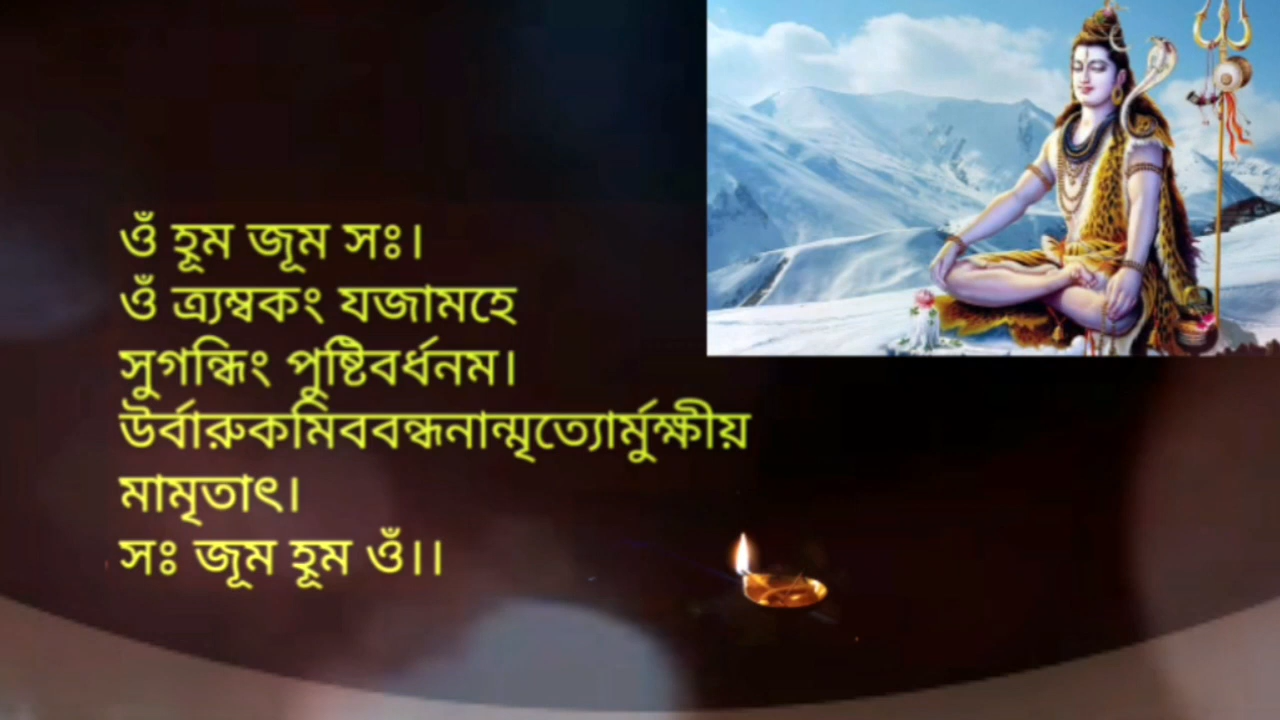 ওঁ হূম জূম সঃ।
ওঁ ত্র্যম্বকং যজামহে
সুগন্ধিং পুষ্টিবর্ধনম।
উর্বারুকমিববন্ধনান্মৃত্যোর্মুক্ষীয়
মামৃতাৎ।
সঃ জূম হূম ওঁ।।